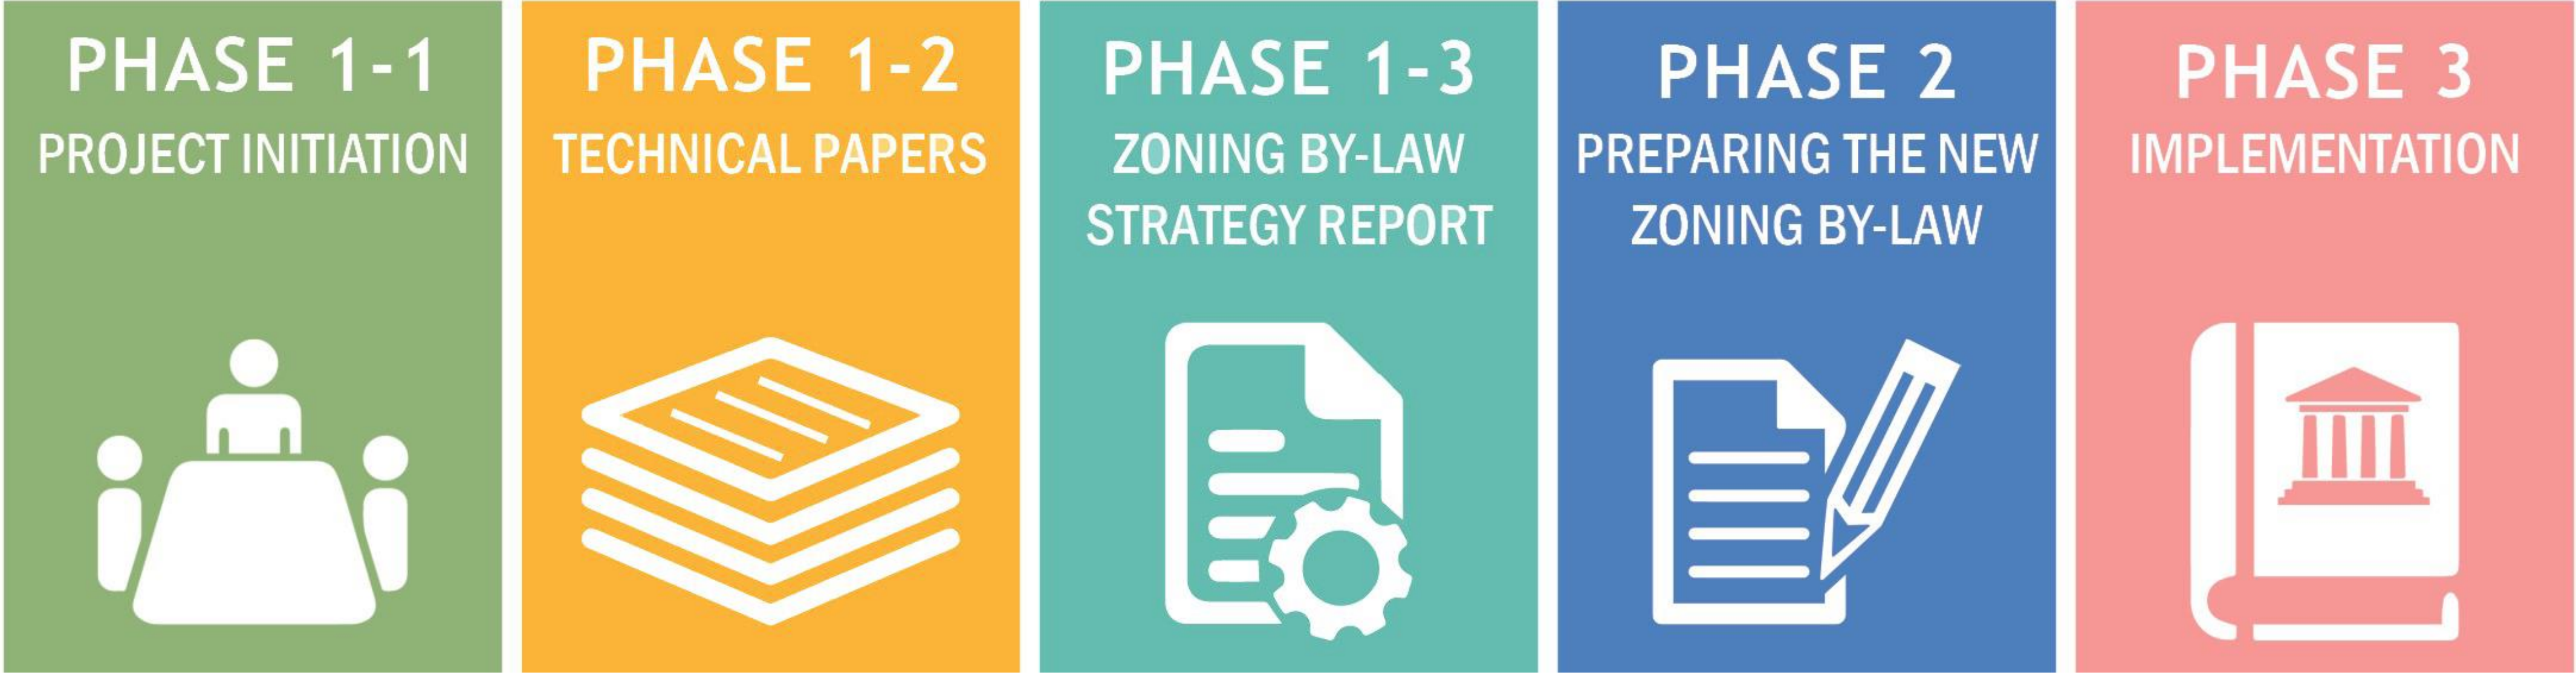 PHASE 1-1
PROJECT INITIATION
PHASE 1-2
TECHNICAL PAPERS
PHASE 1-3
ZONING BY-LAW
STRATEGY REPORT
PHASE 2
PREPARING THE NEW
ZONING BY-LAW
PHASE 3
IMPLEMENTATION